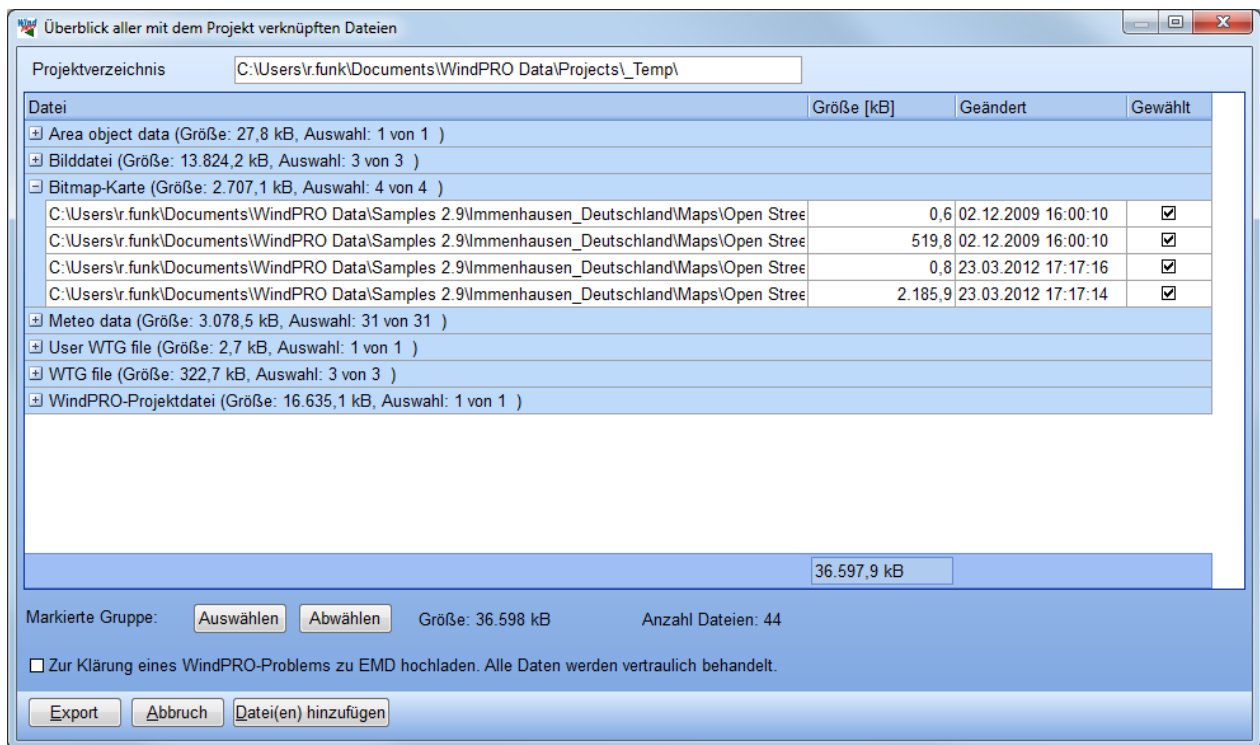 Überblick aller mit dem Projekt verknüpften Dateien
Projektverzeichnis C:\Users\r.funk\Documents\WindPRO Data\Projects\_Temp\
Datei Größe [kB] Geändert Gewählt
Area object data (Größe: 27,8 kB, Auswahl: 1 von 1 )
Bilddatei (Größe: 13.824,2 kB, Auswahl: 3 von 3 )
Bitmap-Karte (Größe: 2.707,1 kB, Auswahl: 4 von 4 )
C:\Users\r.funk\Documents\WindPRO Data\Samples 2.9\Immenhausen_Deutschland\Maps\Open Stree 0,6 02.12.2009 16:00:10
C:\Users\r.funk\Documents\WindPRO Data\Samples 2.9\Immenhausen_Deutschland\Maps\Open Stree 519,8 02.12.2009 16:00:10
C:\Users\r.funk\Documents\WindPRO Data\Samples 2.9\Immenhausen_Deutschland\Maps\Open Stree 0,8 23.03.2012 17:17:16
C:\Users\r.funk\Documents\WindPRO Data\Samples 2.9\Immenhausen_Deutschland\Maps\Open Stree 2.185,9 23.03.2012 17:17:14
Meteo data (Größe: 3.078,5 kB, Auswahl: 31 von 31 )
User WTG file (Größe: 2,7 kB, Auswahl: 1 von 1 )
WTG file (Größe: 322,7 kB, Auswahl: 3 von 3 )
WindPRO-Projektdatei (Größe: 16.635,1 kB, Auswahl: 1 von 1 )
36.597,9 kB
Markierte Gruppe: Auswählen Abwählen Größe: 36.598 kB Anzahl Dateien: 44
Zur Klärung eines WindPRO-Problems zu EMD hochladen. Alle Daten werden vertraulich behandelt.
Export Abbruch Datei(en) hinzufügen